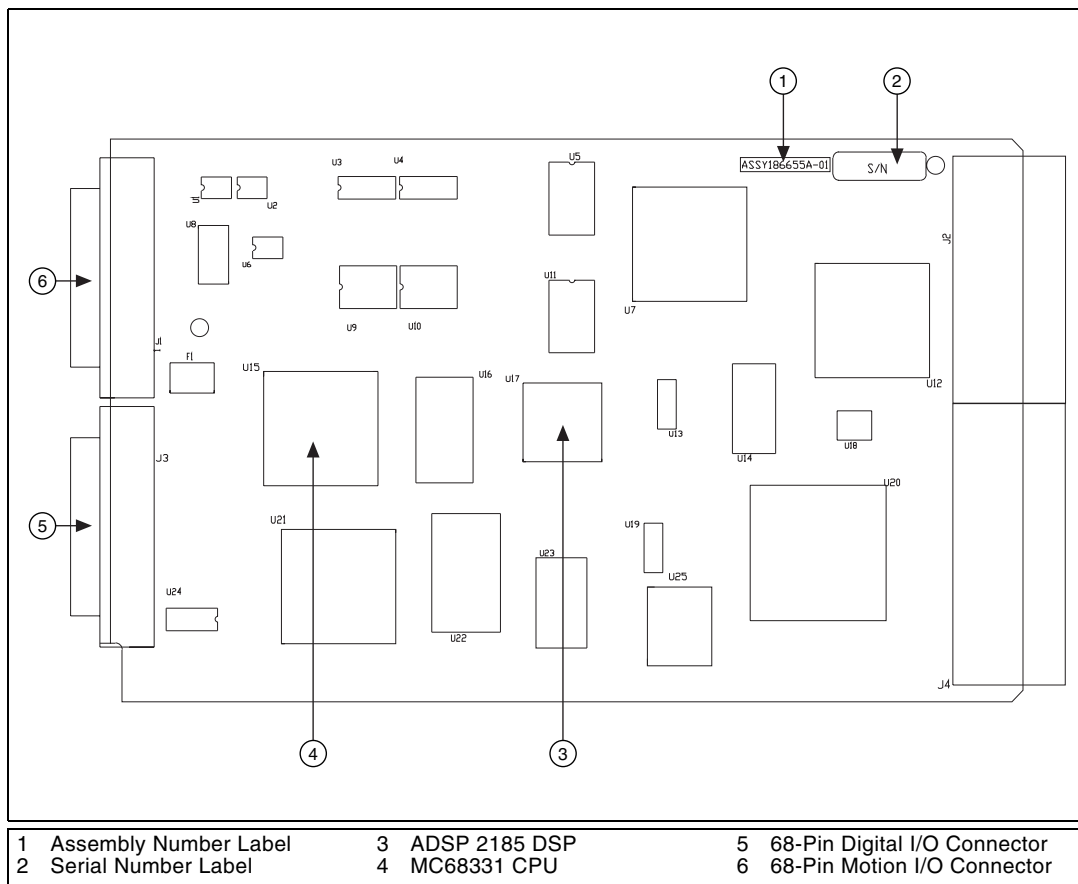 1
2
ASSY186655A-01
S/N
U3
U4
U5
U1
U2
J2
U8
U6
6
U11
U7
U9
U10
J1
1
F1
U15
U16
U17
U12
U13
U14
U18
J3
U20
5
U21
U19
U23
U25
U24
U22
J4
4
3
1 Assembly Number Label 3 ADSP 2185 DSP 5 68-Pin Digital I/O Connector
2 Serial Number Label 4 MC68331 CPU 6 68-Pin Motion I/O Connector